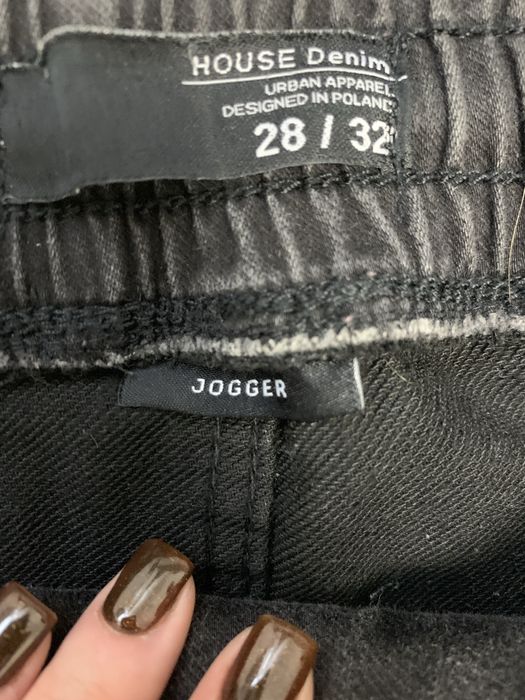 HOUSE Denim
URBAN APPAREL
DESIGNED IN POLAND
28 / 32
JOGGER